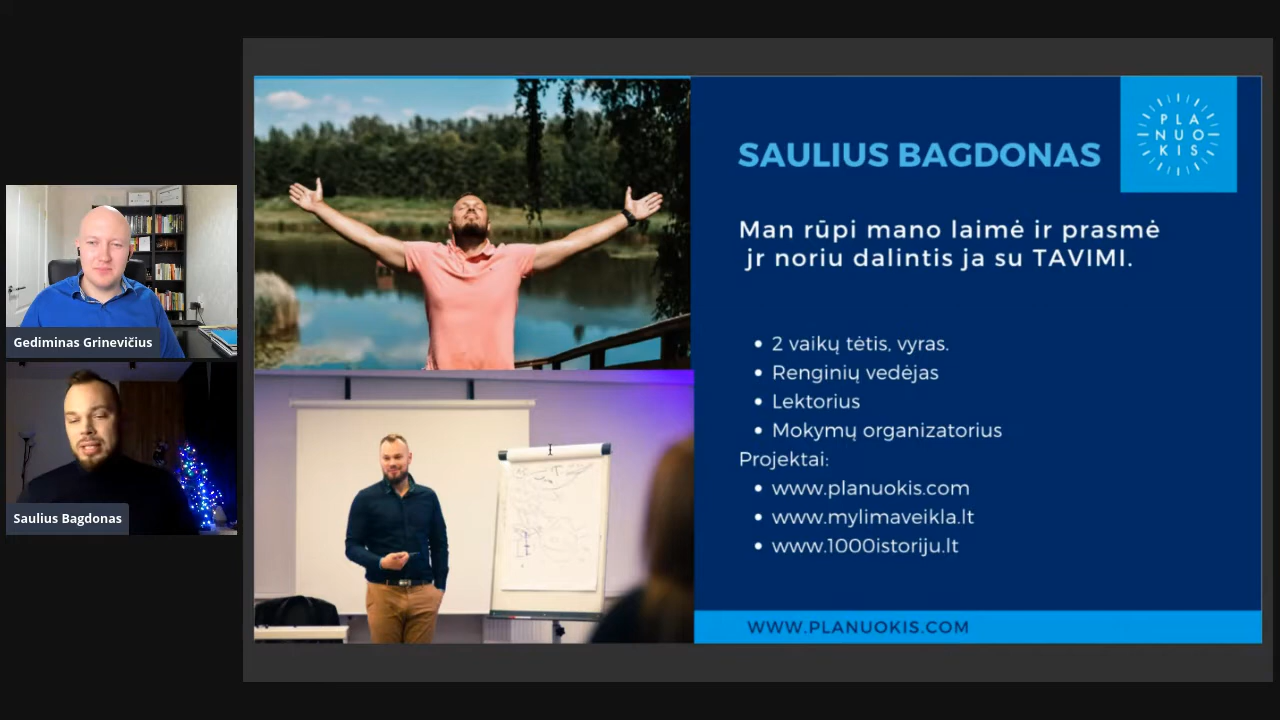 Gediminas Grinevičius
Saulius Bagdonas
SAULIUS BAGDONAS
PLA
NUO
KIS
Man rūpi mano laimė ir prasmė
jr noriu dalintis ja su TAVIMI.
• 2 vaikų tėtis, vyras.
• Renginių vedėjas
• Lektorius
• Mokymų organizatorius
Projektai:
• www.planuokis.com
• www.mylimaveikla.lt
• www.1000istoriju.lt
WWW.PLANUOKIS.COM